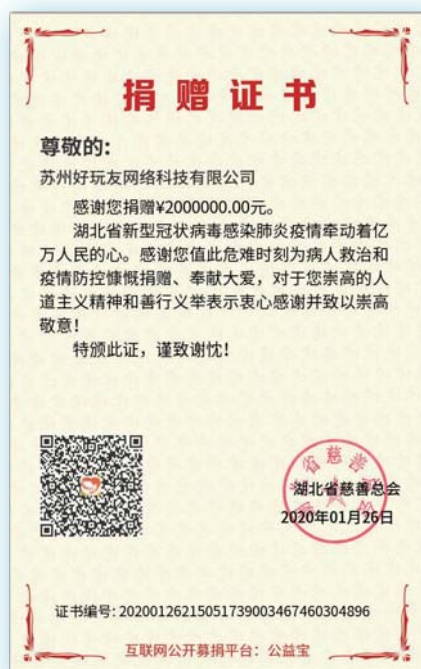 捐赠证书
尊敬的:
苏州好玩友网络科技有限公司
感谢您捐赠¥2000000.00元。
湖北省新型冠状病毒感染肺炎疫情牵动着亿
万人民的心。感谢您值此危难时刻为病人救治和
疫情防控慷慨捐赠、奉献大爱，对于您崇高的人
道主义精神和善行义举表示衷心感谢并致以崇高
敬意！
特颁此证，谨致谢忱！
湖北省慈善总会
2020年01月26日
证书编号: 20200126215051739003467460304896
互联网公开募捐平台：公益宝